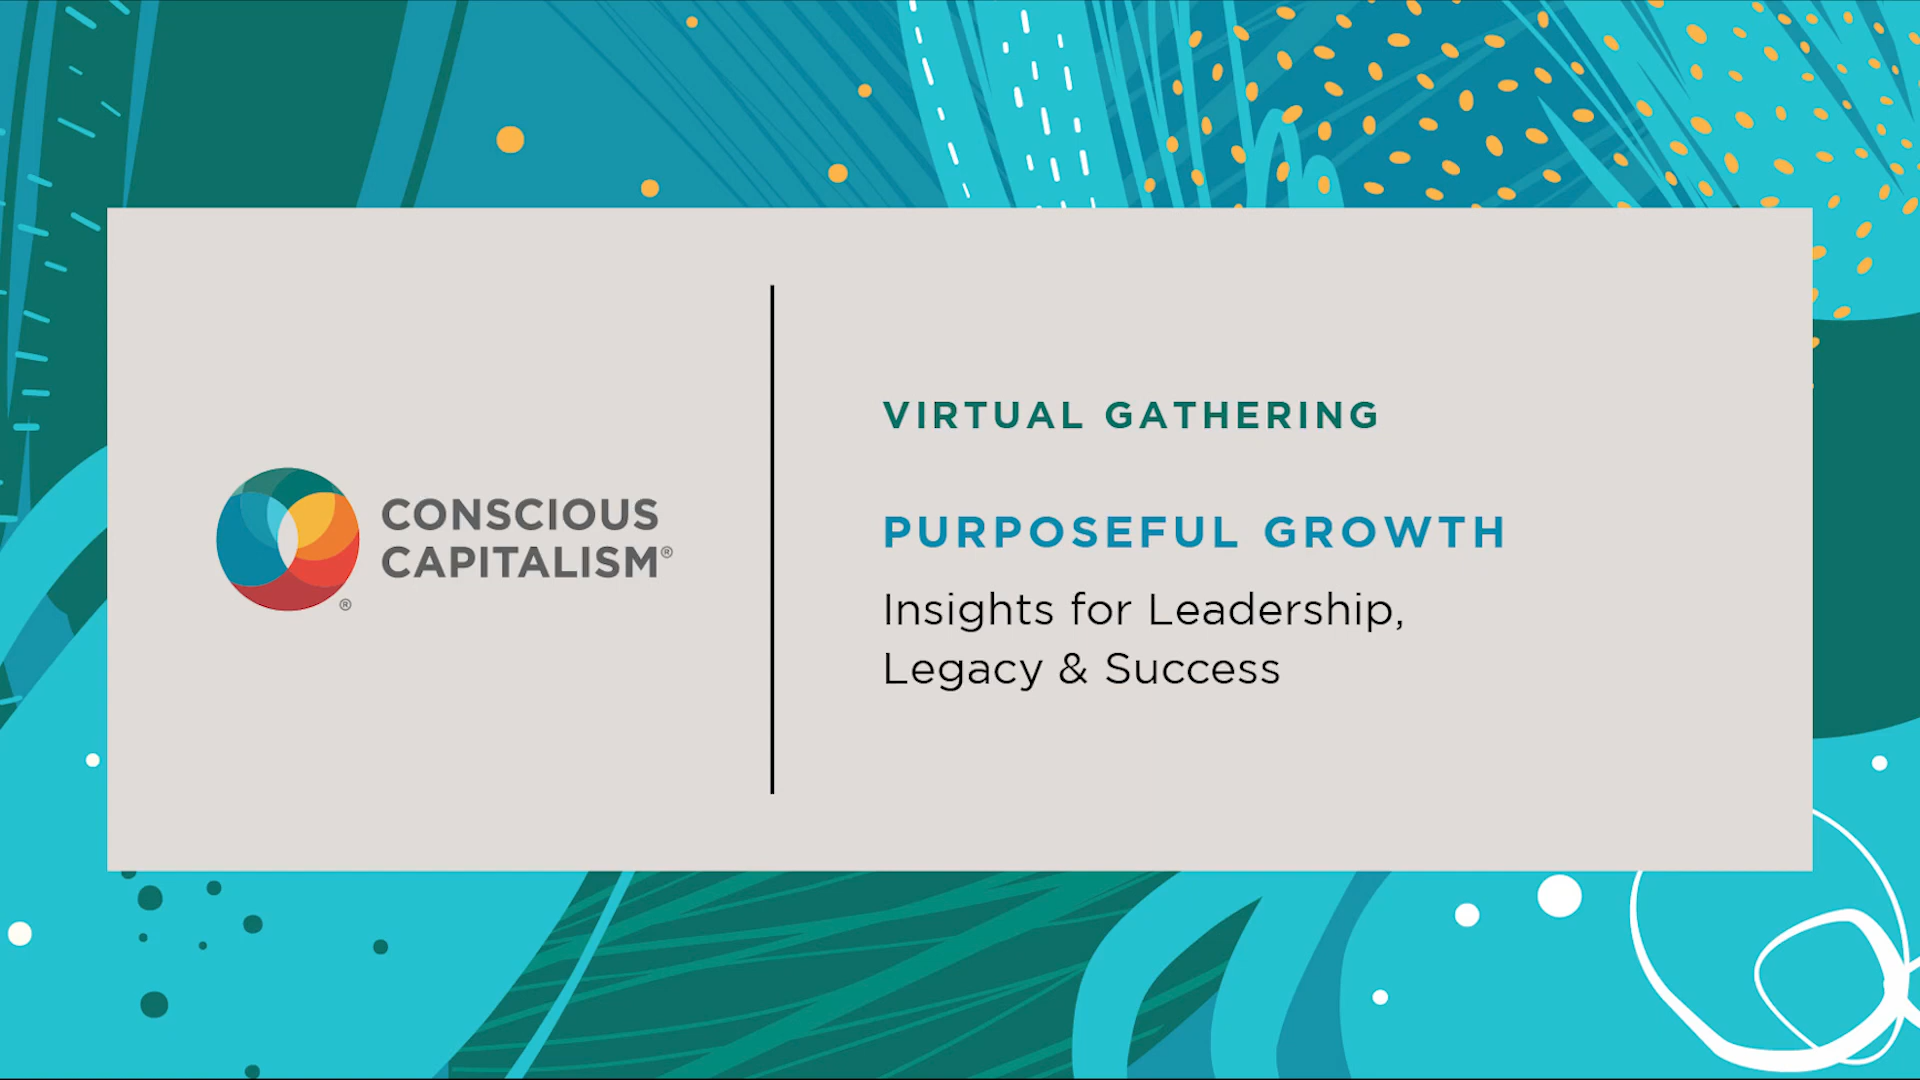 CONSCIOUS
CAPITALISM®
®
VIRTUAL GATHERING
PURPOSEFUL GROWTH
Insights for Leadership,
Legacy & Success